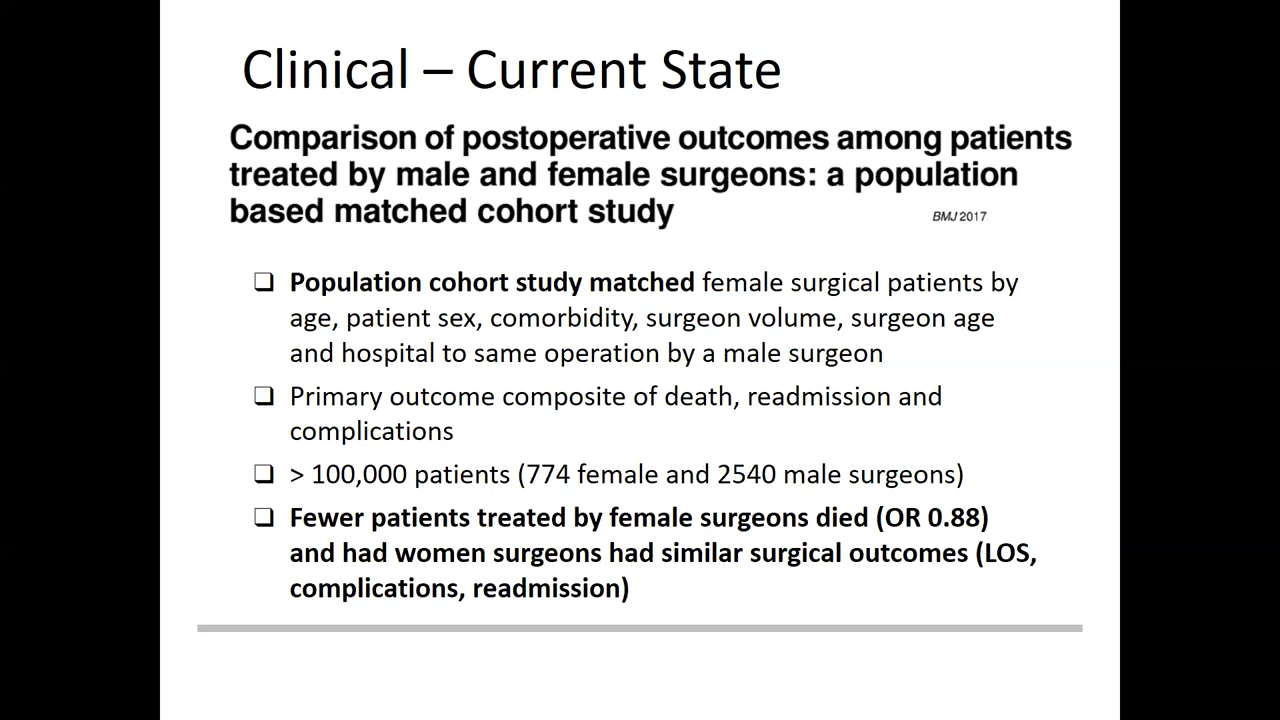 Clinical – Current State
Comparison of postoperative outcomes among patients
treated by male and female surgeons: a population
based matched cohort study
BMJ 2017
❑ Population cohort study matched female surgical patients by
age, patient sex, comorbidity, surgeon volume, surgeon age
and hospital to same operation by a male surgeon
❑ Primary outcome composite of death, readmission and
complications
❑ > 100,000 patients (774 female and 2540 male surgeons)
❑ Fewer patients treated by female surgeons died (OR 0.88)
and had women surgeons had similar surgical outcomes (LOS,
complications, readmission)